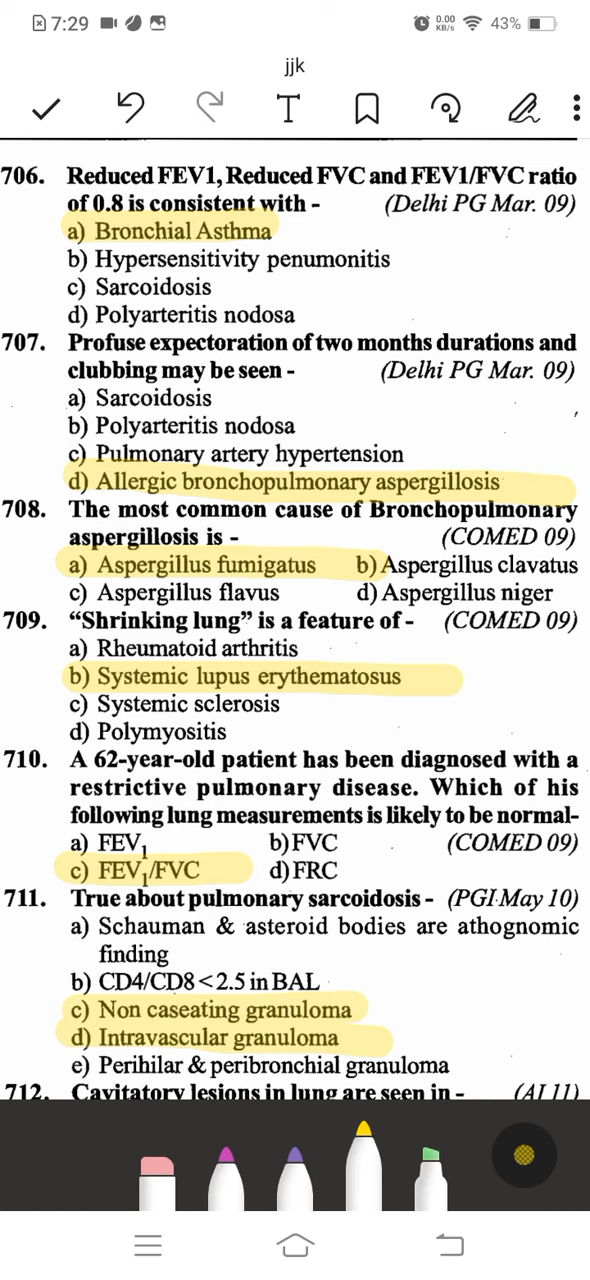 7:29
0.00
KB/s
43%
jjk
706. Reduced FEV1, Reduced FVC and FEV1/FVC ratio
of 0.8 is consistent with - (Delhi PG Mar. 09)
a) Bronchial Asthma
b) Hypersensitivity penumonitis
c) Sarcoidosis
d) Polyarteritis nodosa
707. Profuse expectoration of two months durations and
clubbing may be seen - (Delhi PG Mar. 09)
a) Sarcoidosis
b) Polyarteritis nodosa
c) Pulmonary artery hypertension
d) Allergic bronchopulmonary aspergillosis
708. The most common cause of Bronchopulmonary
aspergillosis is - (COMED 09)
a) Aspergillus fumigatus b) Aspergillus clavatus
c) Aspergillus flavus d) Aspergillus niger
709. “Shrinking lung” is a feature of - (COMED 09)
a) Rheumatoid arthritis
b) Systemic lupus erythematosus
c) Systemic sclerosis
d) Polymyositis
710. A 62-year-old patient has been diagnosed with a
restrictive pulmonary disease. Which of his
following lung measurements is likely to be normal-
a) FEV1 b) FVC (COMED 09)
c) FEV1/FVC d) FRC
711. True about pulmonary sarcoidosis - (PGI May 10)
a) Schauman & asteroid bodies are athognomic
finding
b) CD4/CD8 < 2.5 in BAL
c) Non caseating granuloma
d) Intravascular granuloma
e) Perihilar & peribronchial granuloma
712. Cavitatory lesions in lung are seen in - (AI 11)